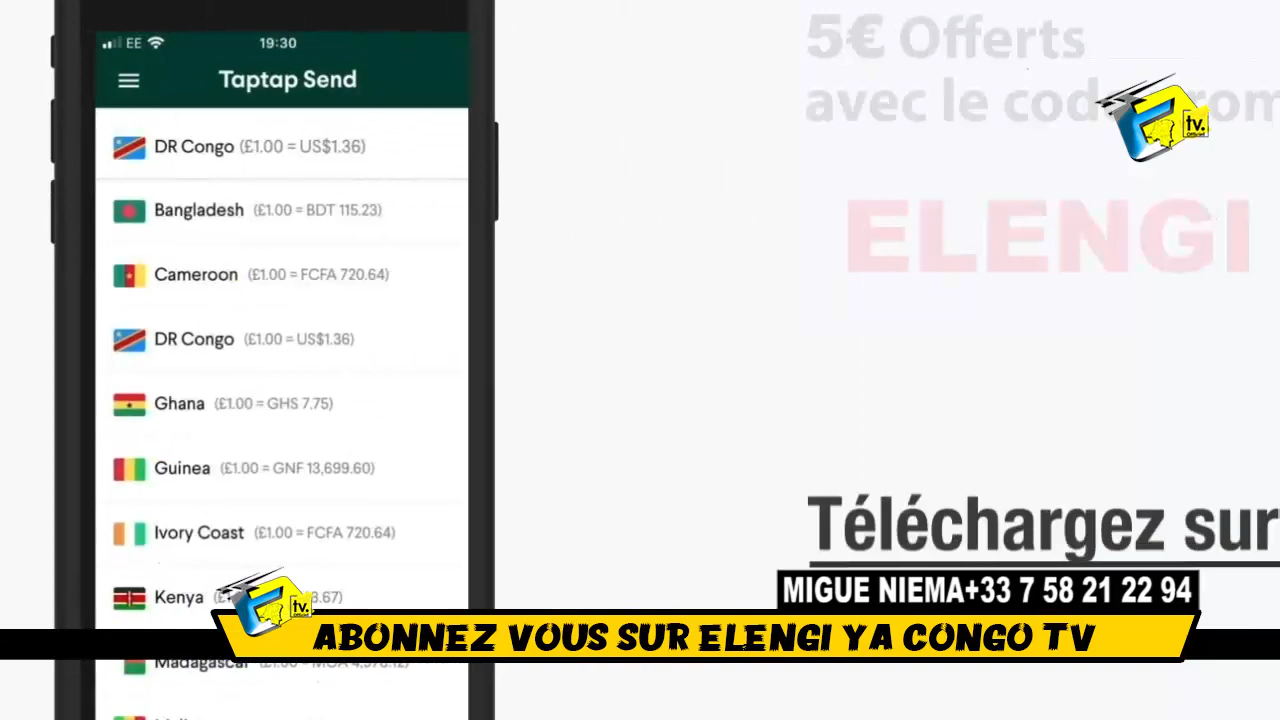 EE 19:30
Taptap Send
DR Congo (£1.00 = US$1.36)
Bangladesh (£1.00 = BDT 115.23)
Cameroon (£1.00 = FCFA 720.64)
DR Congo (£1.00 = US$1.36)
Ghana (£1.00 = GHS 7.75)
Guinea (£1.00 = GNF 13,699.60)
Ivory Coast (£1.00 = FCFA 720.64)
Kenya
Madagascar
5€ Offerts
avec le code
ELENGI
tv.
Téléchargez sur
MIGUE NIEMA+33 7 58 21 22 94
tv.
ABONNEZ VOUS SUR ELENGI YA CONGO TV